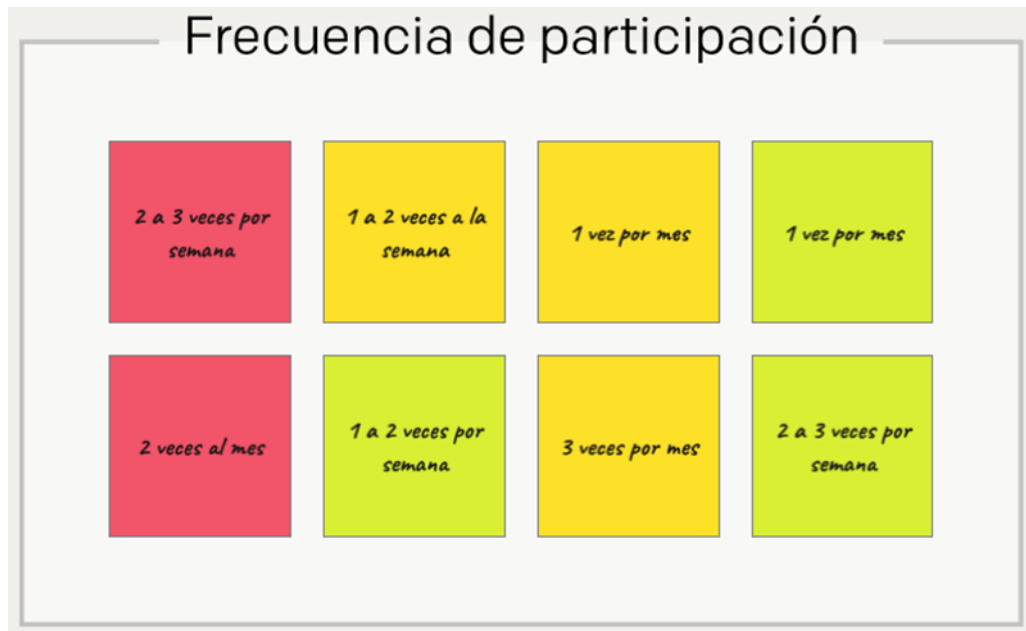 Frecuencia de participación
2 a 3 veces por
semana
1 a 2 veces a la
semana
1 vez por mes
1 vez por mes
2 veces al mes
1 a 2 veces por
semana
3 veces por mes
2 a 3 veces por
semana